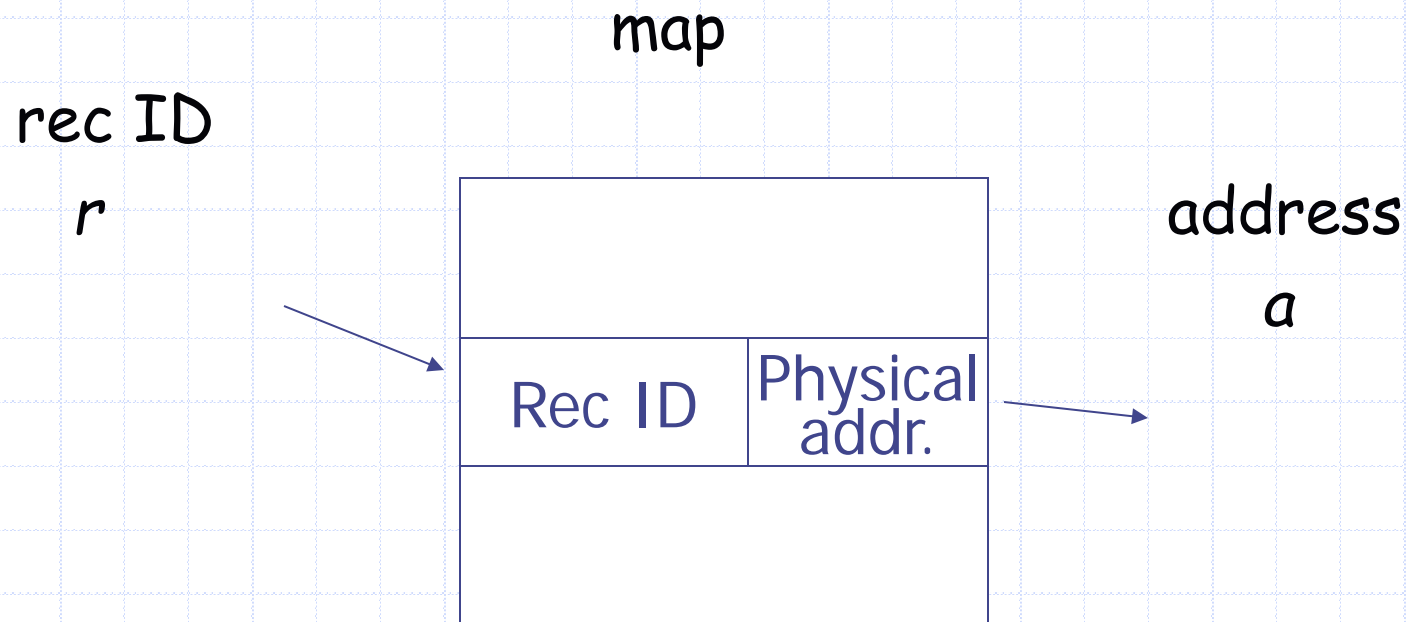 map
rec ID
r
address
a
Rec ID
Physical
addr.